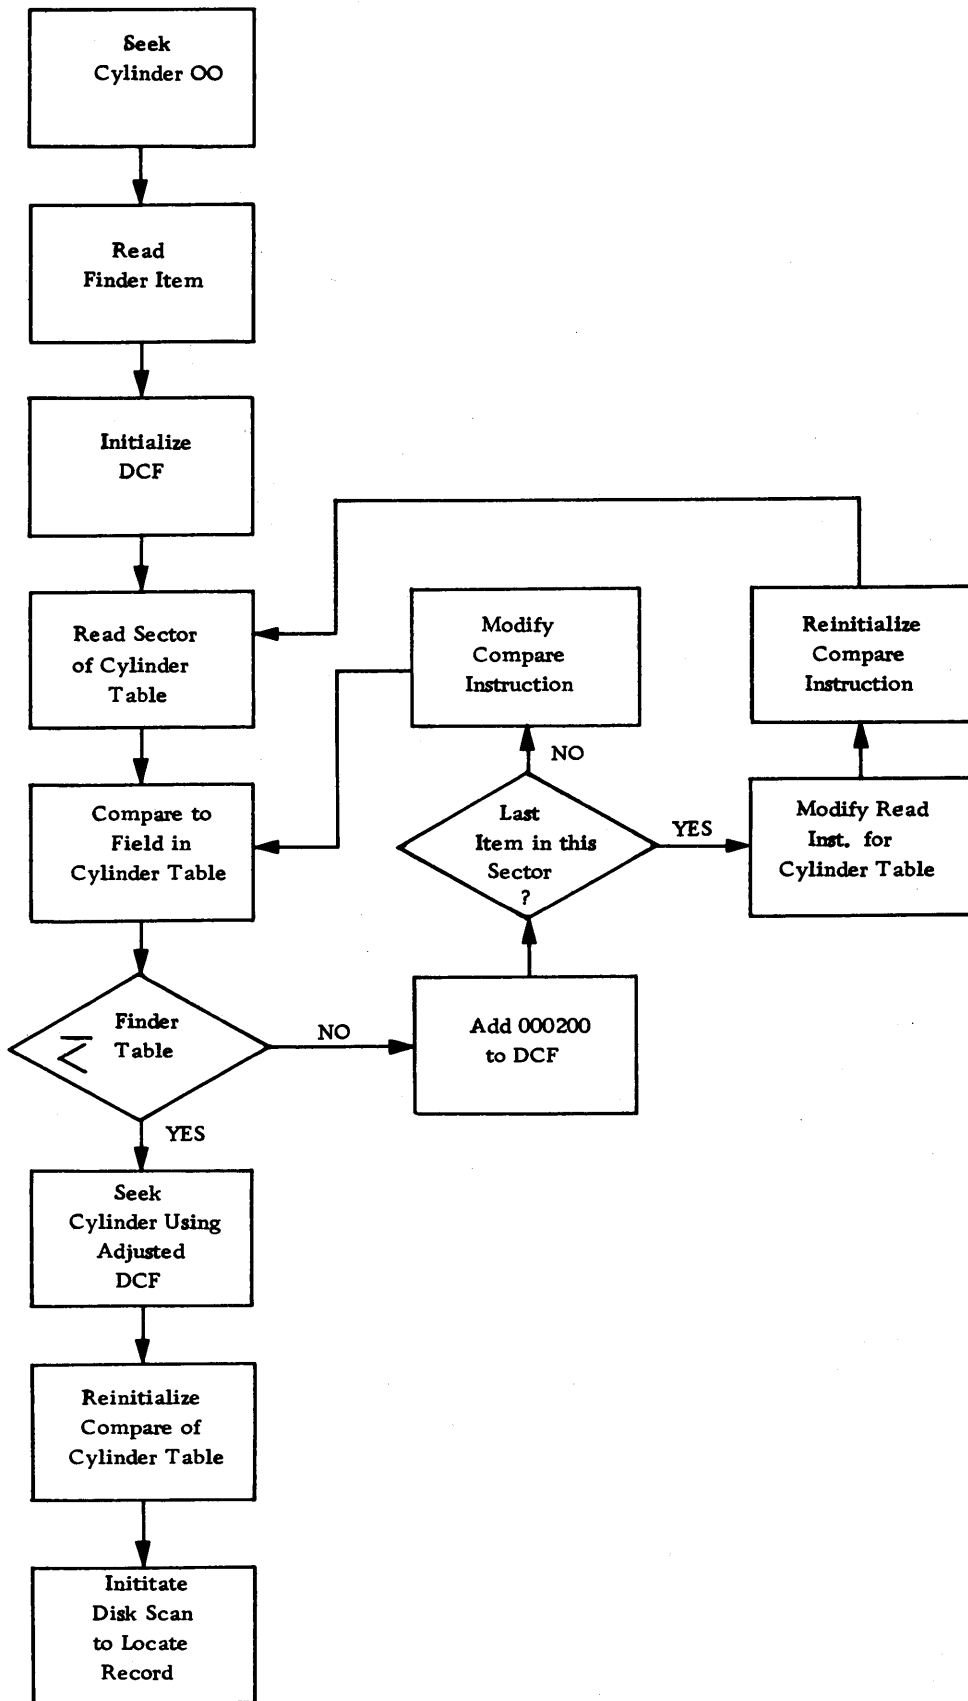 Seek
Cylinder 00
Read
Finder Item
Initialize
DCF
Read Sector
of Cylinder
Table
Modify
Compare
Instruction
Reinitialize
Compare
Instruction
NO
Compare to
Field in
Cylinder Table
Last
Item in this
Sector
?
YES
Modify Read
Inst. for
Cylinder Table
Finder
≤ Table
NO
Add 000200
to DCF
YES
Seek
Cylinder Using
Adjusted
DCF
Reinitialize
Compare of
Cylinder Table
Inititate
Disk Scan
to Locate
Record